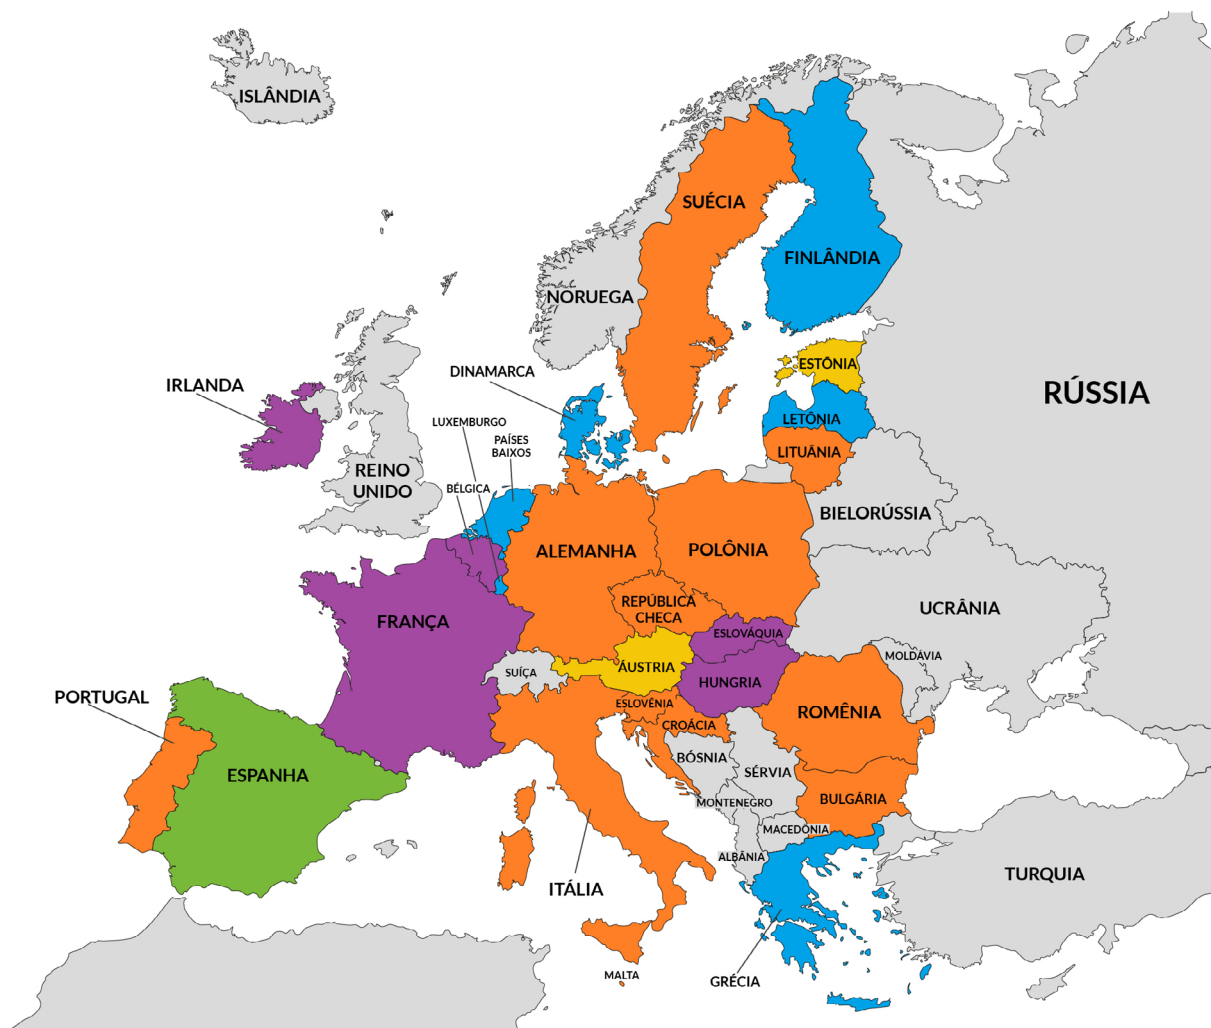 ISLÂNDIA
SUÉCIA
FINLÂNDIA
NORUEGA
ESTÔNIA
DINAMARCA
IRLANDA
RÚSSIA
LETÔNIA
LUXEMBURGO
PAÍSES
BAIXOS
LITUÂNIA
REINO
UNIDO
BÉLGICA
BIELORÚSSIA
ALEMANHA
POLÔNIA
REPÚBLICA
CHECA
UCRÂNIA
FRANÇA
ESLOVÁQUIA
MOLDÁVIA
SUÍÇA
ÁUSTRIA
HUNGRIA
PORTUGAL
ESLOVÊNIA
ROMÊNIA
CROÁCIA
BÓSNIA
SÉRVIA
ESPANHA
MONTENEGRO
BULGÁRIA
MACEDÔNIA
ALBÂNIA
TURQUIA
ITÁLIA
MALTA
GRÉCIA